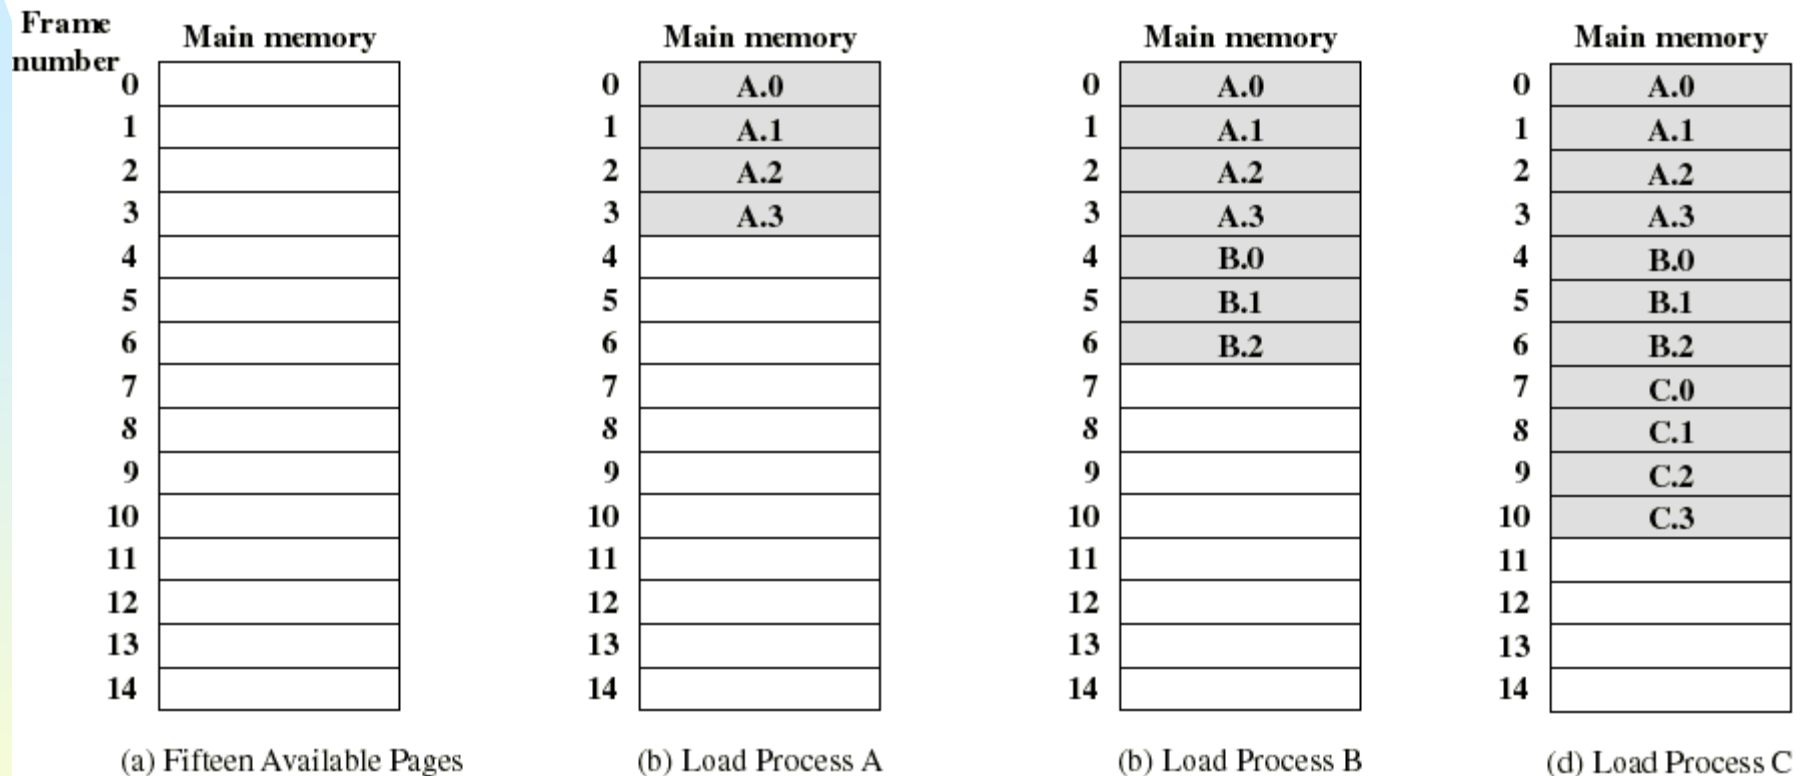 Frame
number
Main memory
0
1
2
3
4
5
6
7
8
9
10
11
12
13
14
(a) Fifteen Available Pages
Main memory
0 A.0
1 A.1
2 A.2
3 A.3
4
5
6
7
8
9
10
11
12
13
14
(b) Load Process A
Main memory
0 A.0
1 A.1
2 A.2
3 A.3
4 B.0
5 B.1
6 B.2
7
8
9
10
11
12
13
14
(b) Load Process B
Main memory
0 A.0
1 A.1
2 A.2
3 A.3
4 B.0
5 B.1
6 B.2
7 C.0
8 C.1
9 C.2
10 C.3
11
12
13
14
(d) Load Process C